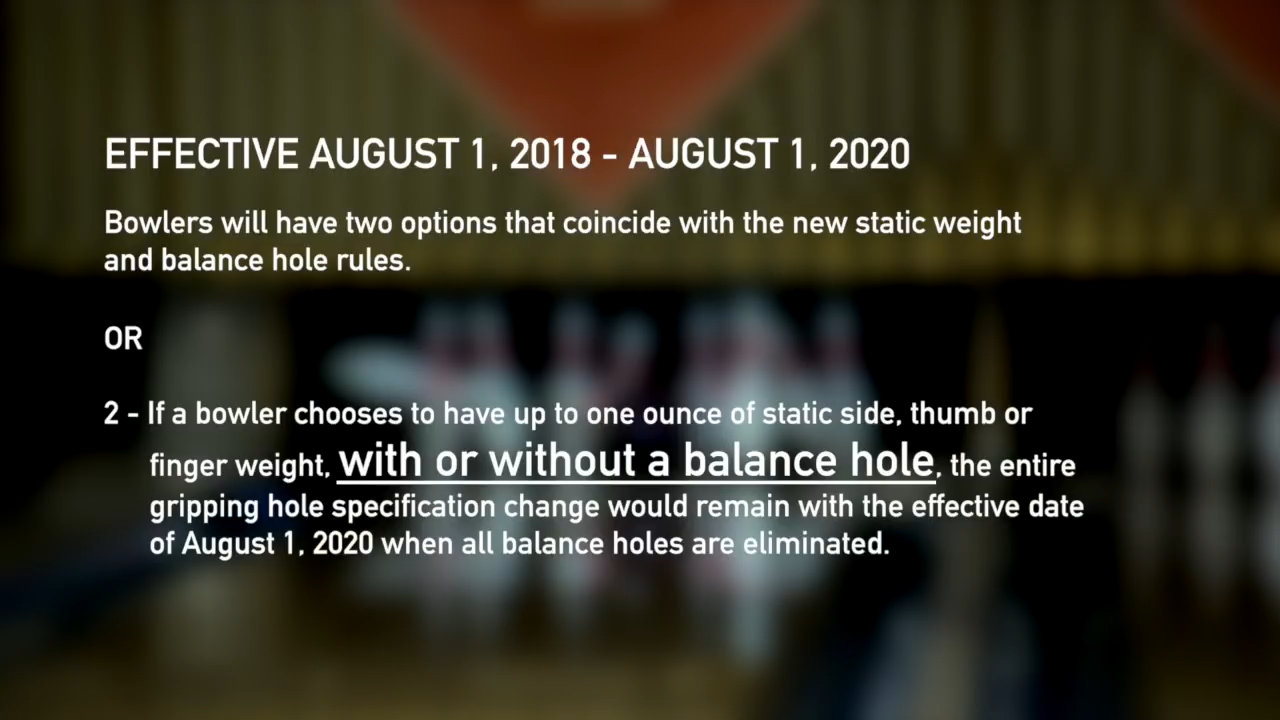 EFFECTIVE AUGUST 1, 2018 - AUGUST 1, 2020
Bowlers will have two options that coincide with the new static weight
and balance hole rules.
OR
2 - If a bowler chooses to have up to one ounce of static side, thumb or
finger weight, with or without a balance hole, the entire
gripping hole specification change would remain with the effective date
of August 1, 2020 when all balance holes are eliminated.